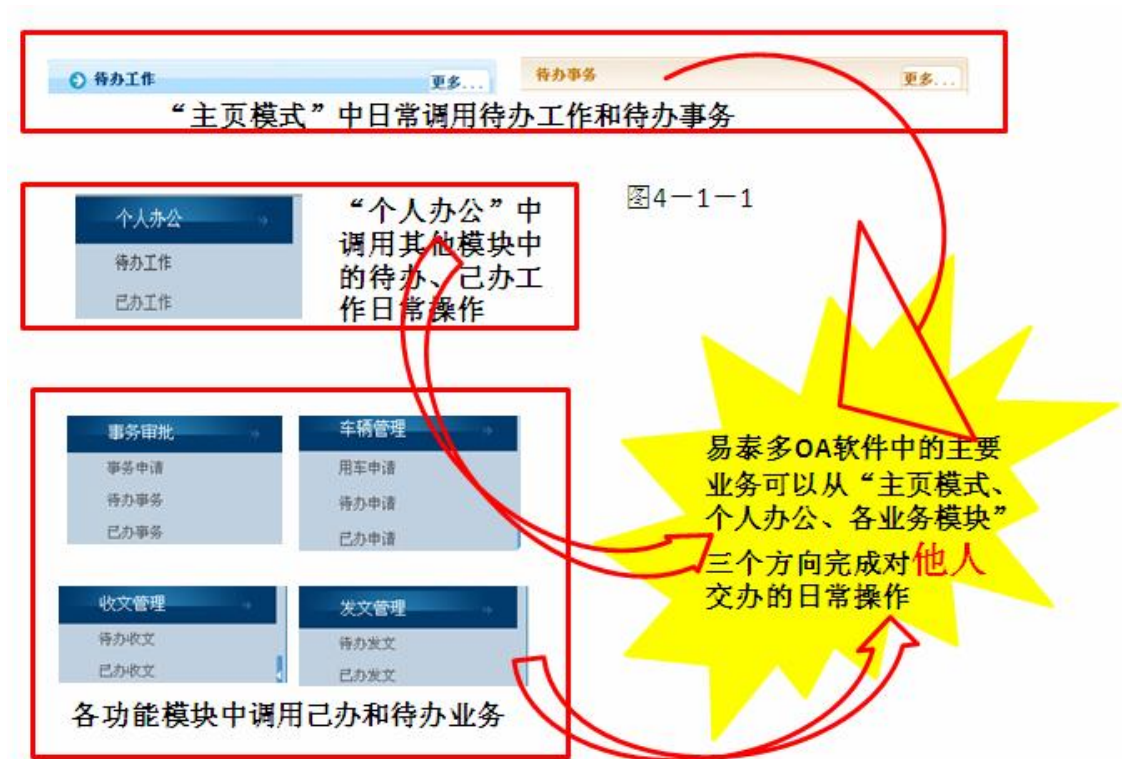 待办工作 更多... 待办事务 更多...
“主页模式”中日常调用待办工作和待办事务
图4－1－1
个人办公
待办工作
已办工作
“个人办公”中
调用其他模块中
的待办、己办工
作日常操作
事务审批
事务申请
待办事务
已办事务
车辆管理
用车申请
待办申请
已办申请
收文管理
待办收文
已办收文
发文管理
待办发文
已办发文
各功能模块中调用己办和待办业务
易泰多OA软件中的主要
业务可以从“主页模式、
个人办公、各业务模块”
三个方向完成对他人
交办的日常操作